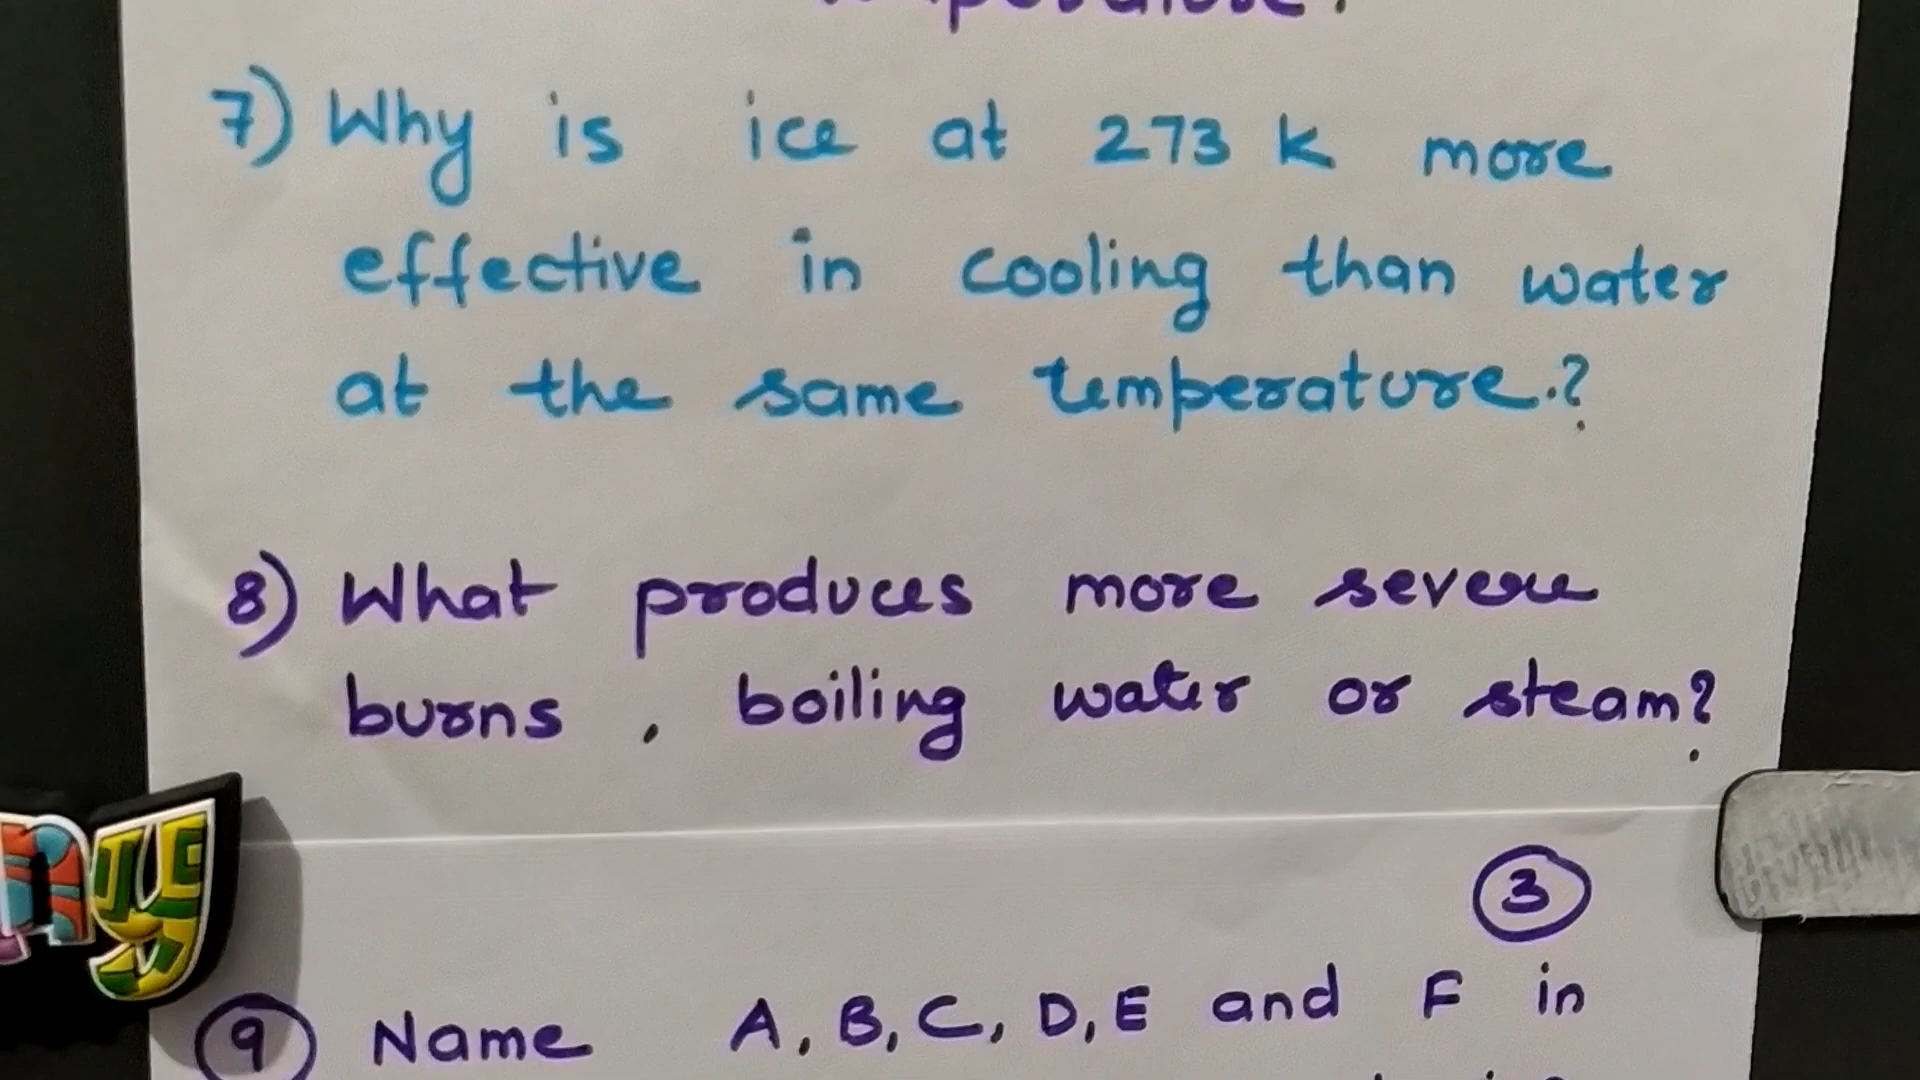 7) Why is ice at 273 k more
effective in cooling than water
at the same temperature.?
8) What produces more severe
burns, boiling water or steam?
3
9 Name A, B, C, D, E and F in